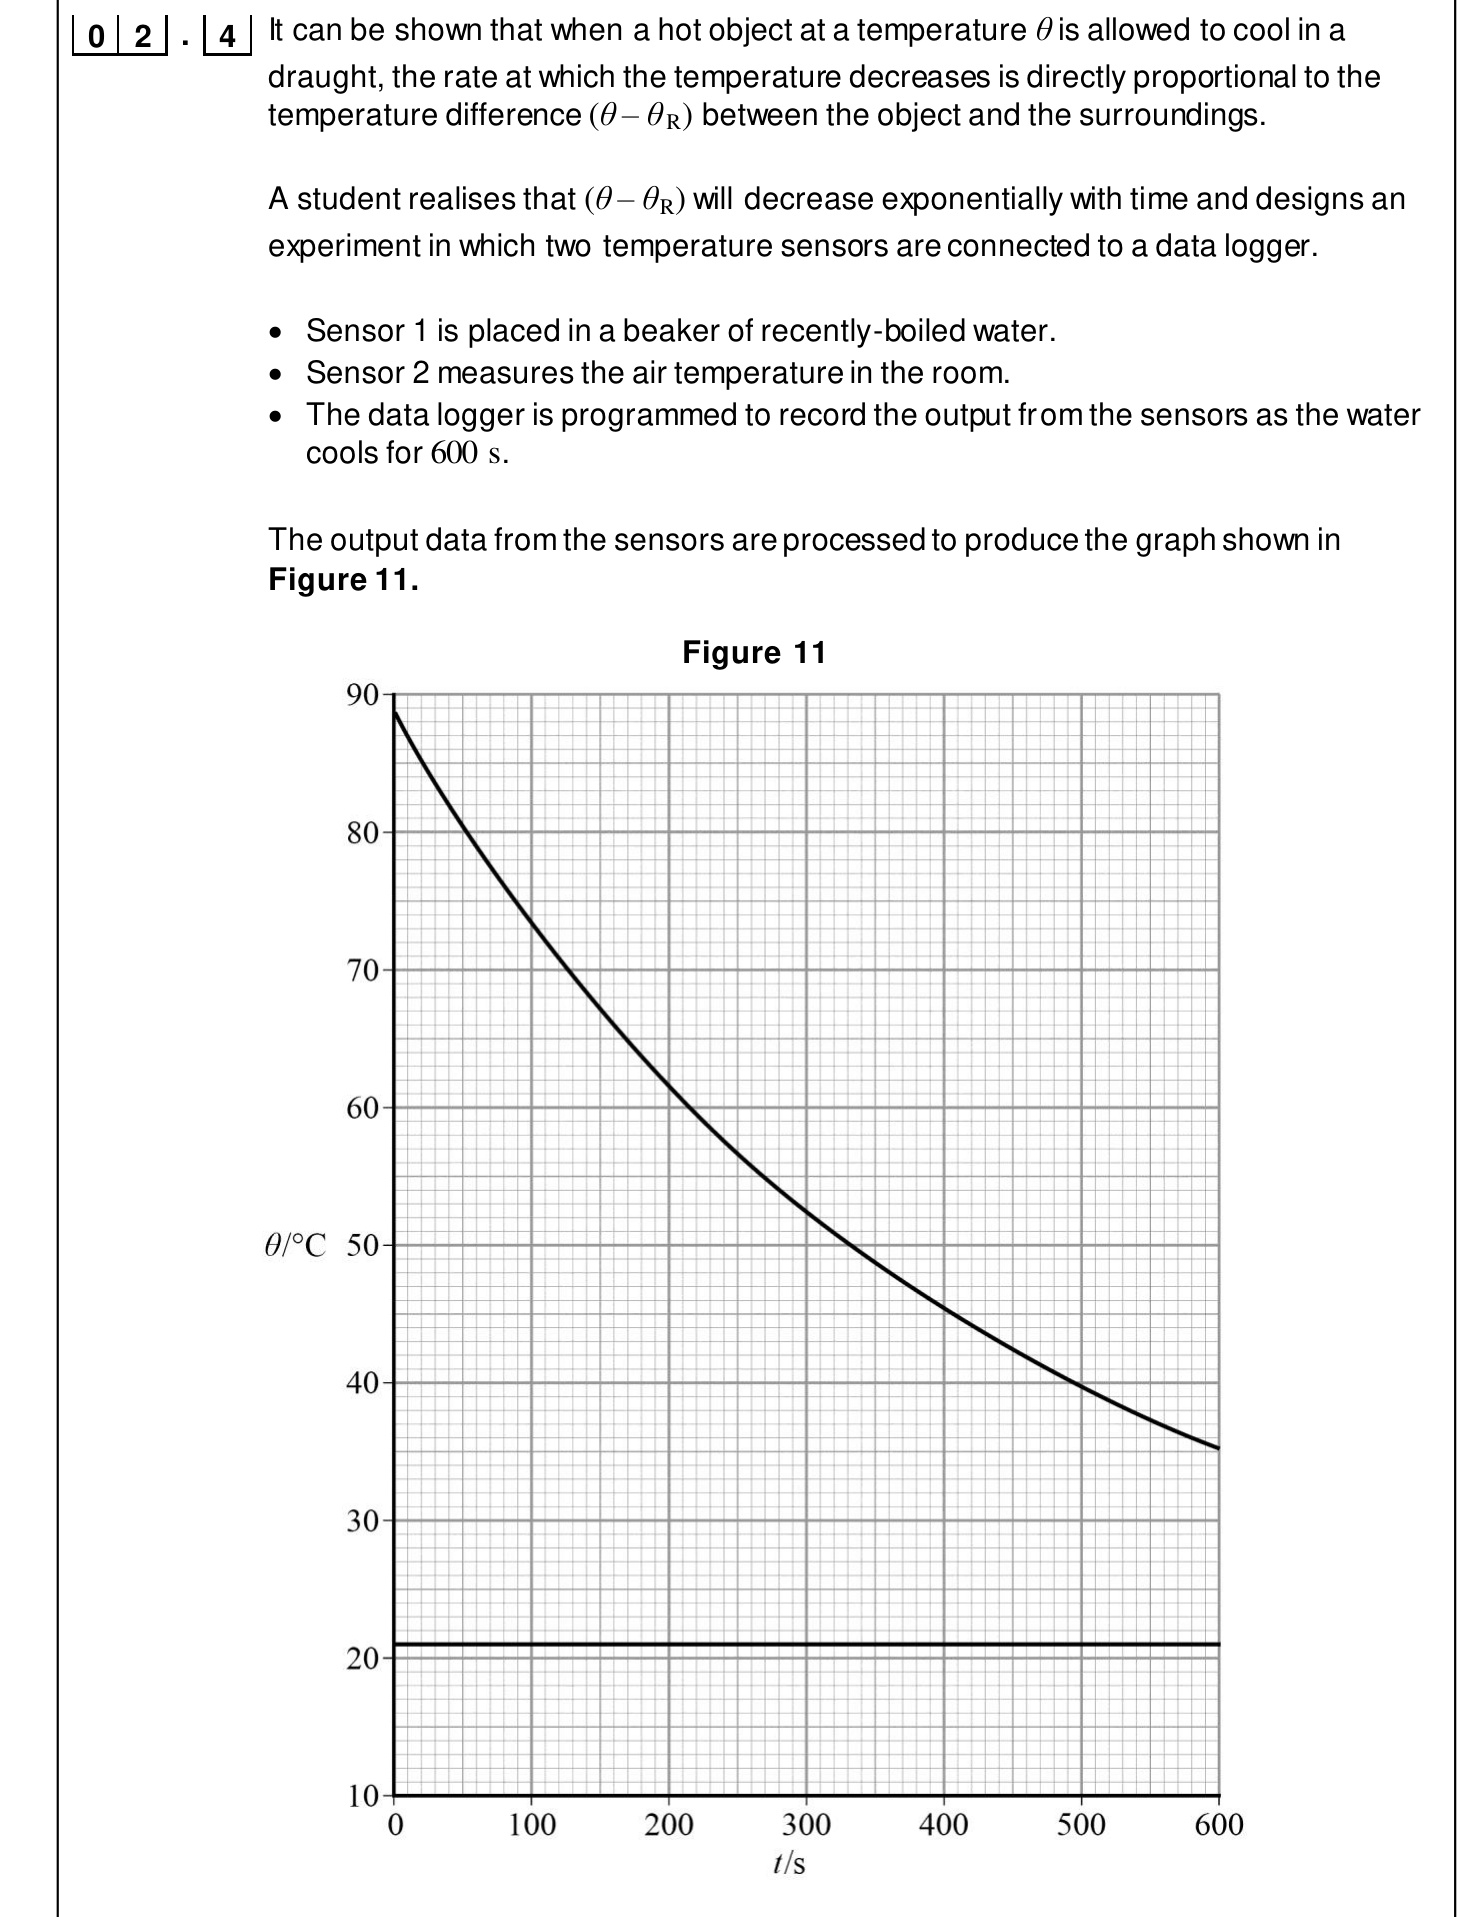 0 2 . 4 It can be shown that when a hot object at a temperature θ is allowed to cool in a
draught, the rate at which the temperature decreases is directly proportional to the
temperature difference (θ – θR) between the object and the surroundings.
A student realises that (θ – θR) will decrease exponentially with time and designs an
experiment in which two temperature sensors are connected to a data logger.
• Sensor 1 is placed in a beaker of recently-boiled water.
• Sensor 2 measures the air temperature in the room.
• The data logger is programmed to record the output from the sensors as the water
cools for 600 s.
The output data from the sensors are processed to produce the graph shown in
Figure 11.
Figure 11
90
80
70
60
θ/°C 50
40
30
20
10
0 100 200 300 400 500 600
t/s